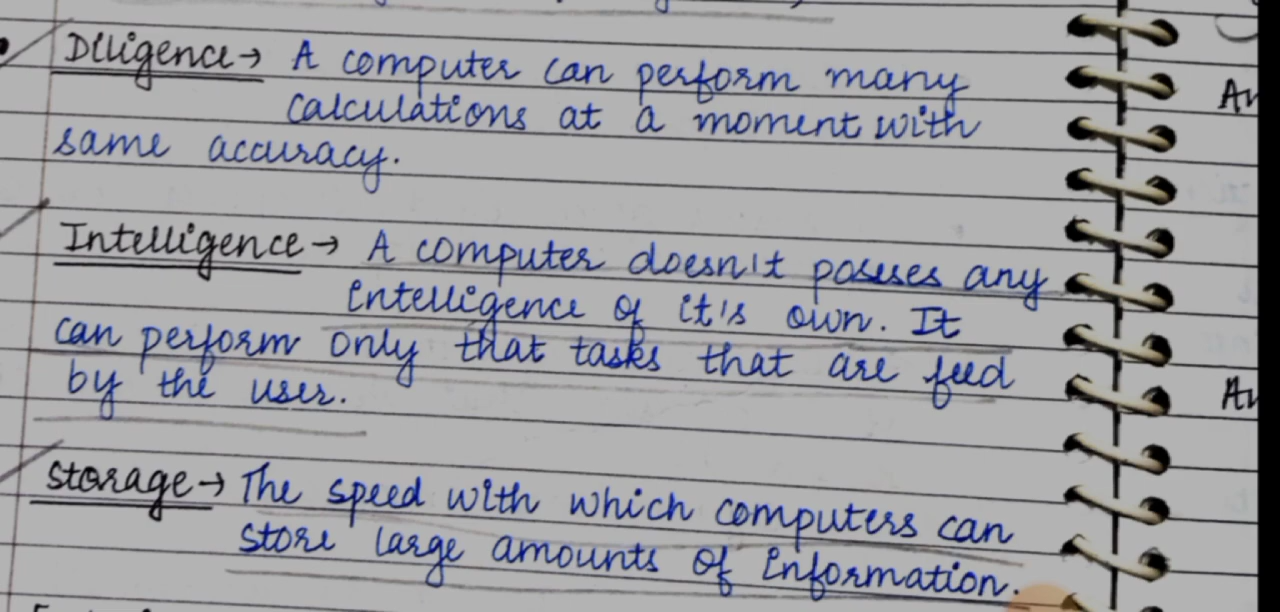 Diligence → A computer can perform many
calculations at a moment with
same accuracy.
Intelligence → A computer doesn't poseses any
intelligence of it's own. It
can perform only that tasks that are feed
by the user.
Storage → The speed with which computers can
store large amounts of information.